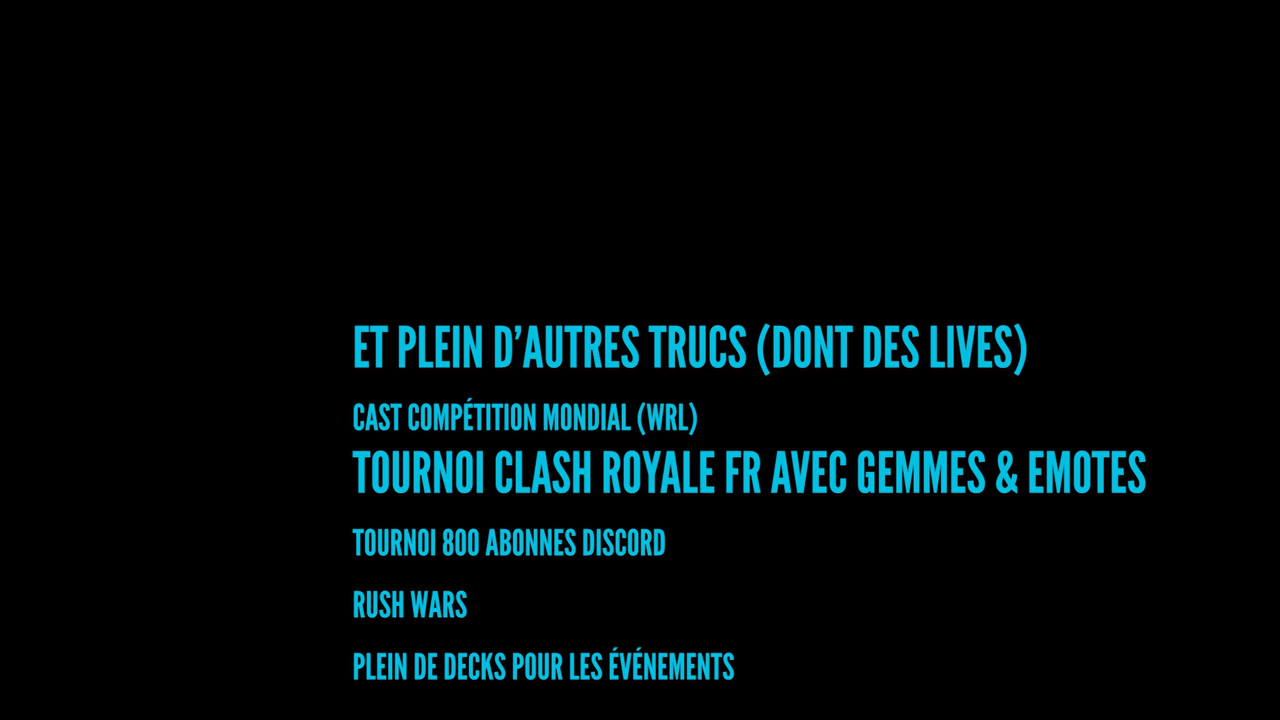 ET PLEIN D’AUTRES TRUCS (DONT DES LIVES)
CAST COMPÉTITION MONDIAL (WRL)
TOURNOI CLASH ROYALE FR AVEC GEMMES & EMOTES
TOURNOI 800 ABONNES DISCORD
RUSH WARS
PLEIN DE DECKS POUR LES ÉVÉNEMENTS